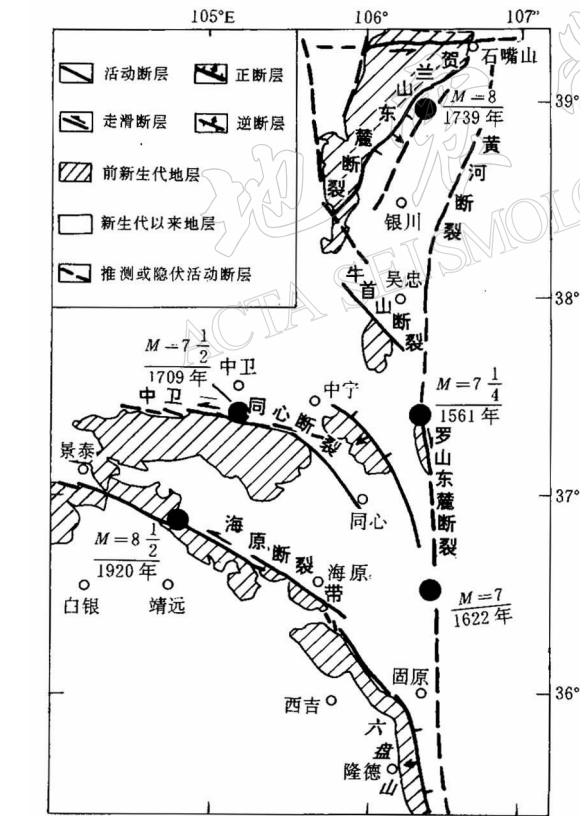 105°E
106°
107°
活动断层
正断层
走滑断层
逆断层
前新生代地层
新生代以来地层
推测或隐伏活动断层
石嘴山
贺兰山东麓断裂
M=8
1739年
39°
黄河断裂
银川
吴忠
牛首山断裂
38°
M=7 1/2
1709年
中卫
中宁
中卫同心断裂
M=7 1/4
1561年
景泰
罗山东麓断裂
同心
37°
M=8 1/2
1920年
海原断裂带
海原
白银
靖远
M=7
1622年
固原
36°
西吉
六盘山
隆德
地震
ACTA SEISMOLO